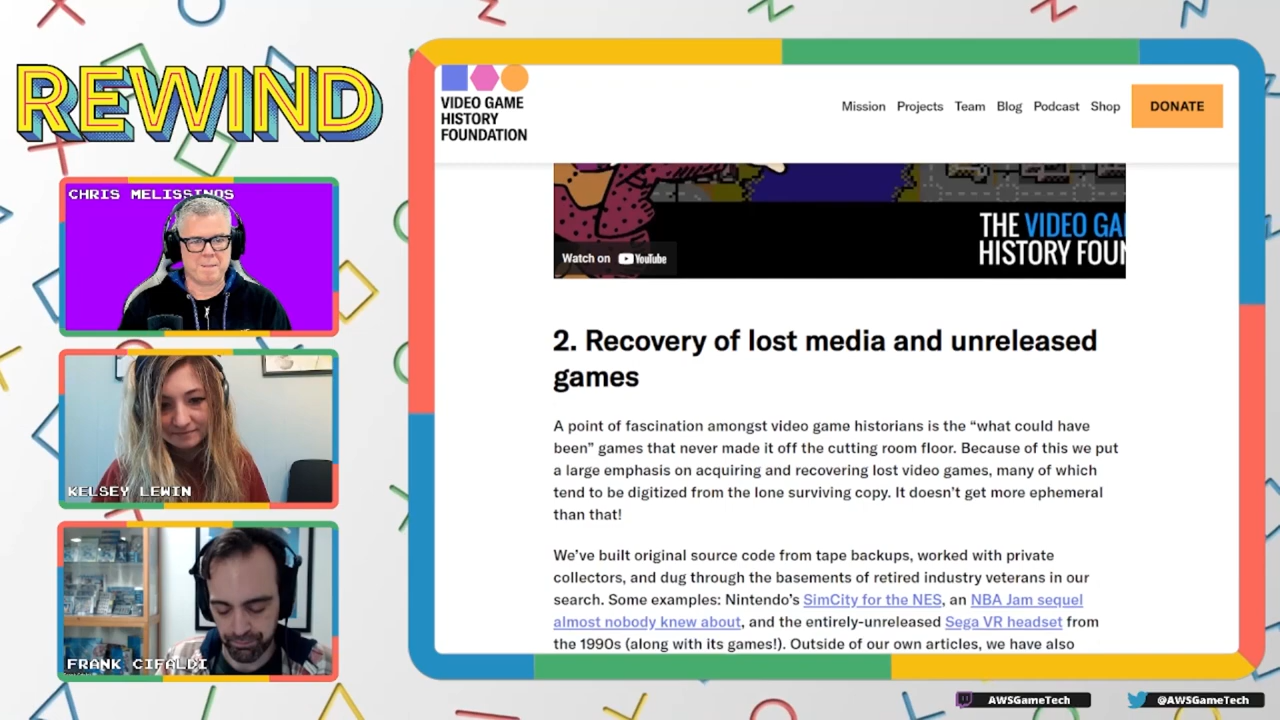 REWIND
CHRIS MELISSINOS
KELSEY LEWIN
FRANK CIFALDI
VIDEO GAME
HISTORY
FOUNDATION
Mission Projects Team Blog Podcast Shop DONATE
Watch on YouTube
THE VIDEO GA
HISTORY FOUN
2. Recovery of lost media and unreleased
games
A point of fascination amongst video game historians is the “what could have
been” games that never made it off the cutting room floor. Because of this we put
a large emphasis on acquiring and recovering lost video games, many of which
tend to be digitized from the lone surviving copy. It doesn’t get more ephemeral
than that!
We’ve built original source code from tape backups, worked with private
collectors, and dug through the basements of retired industry veterans in our
search. Some examples: Nintendo’s SimCity for the NES, an NBA Jam sequel
almost nobody knew about, and the entirely-unreleased Sega VR headset from
the 1990s (along with its games!). Outside of our own articles, we have also
AWSGameTech
@AWSGameTech